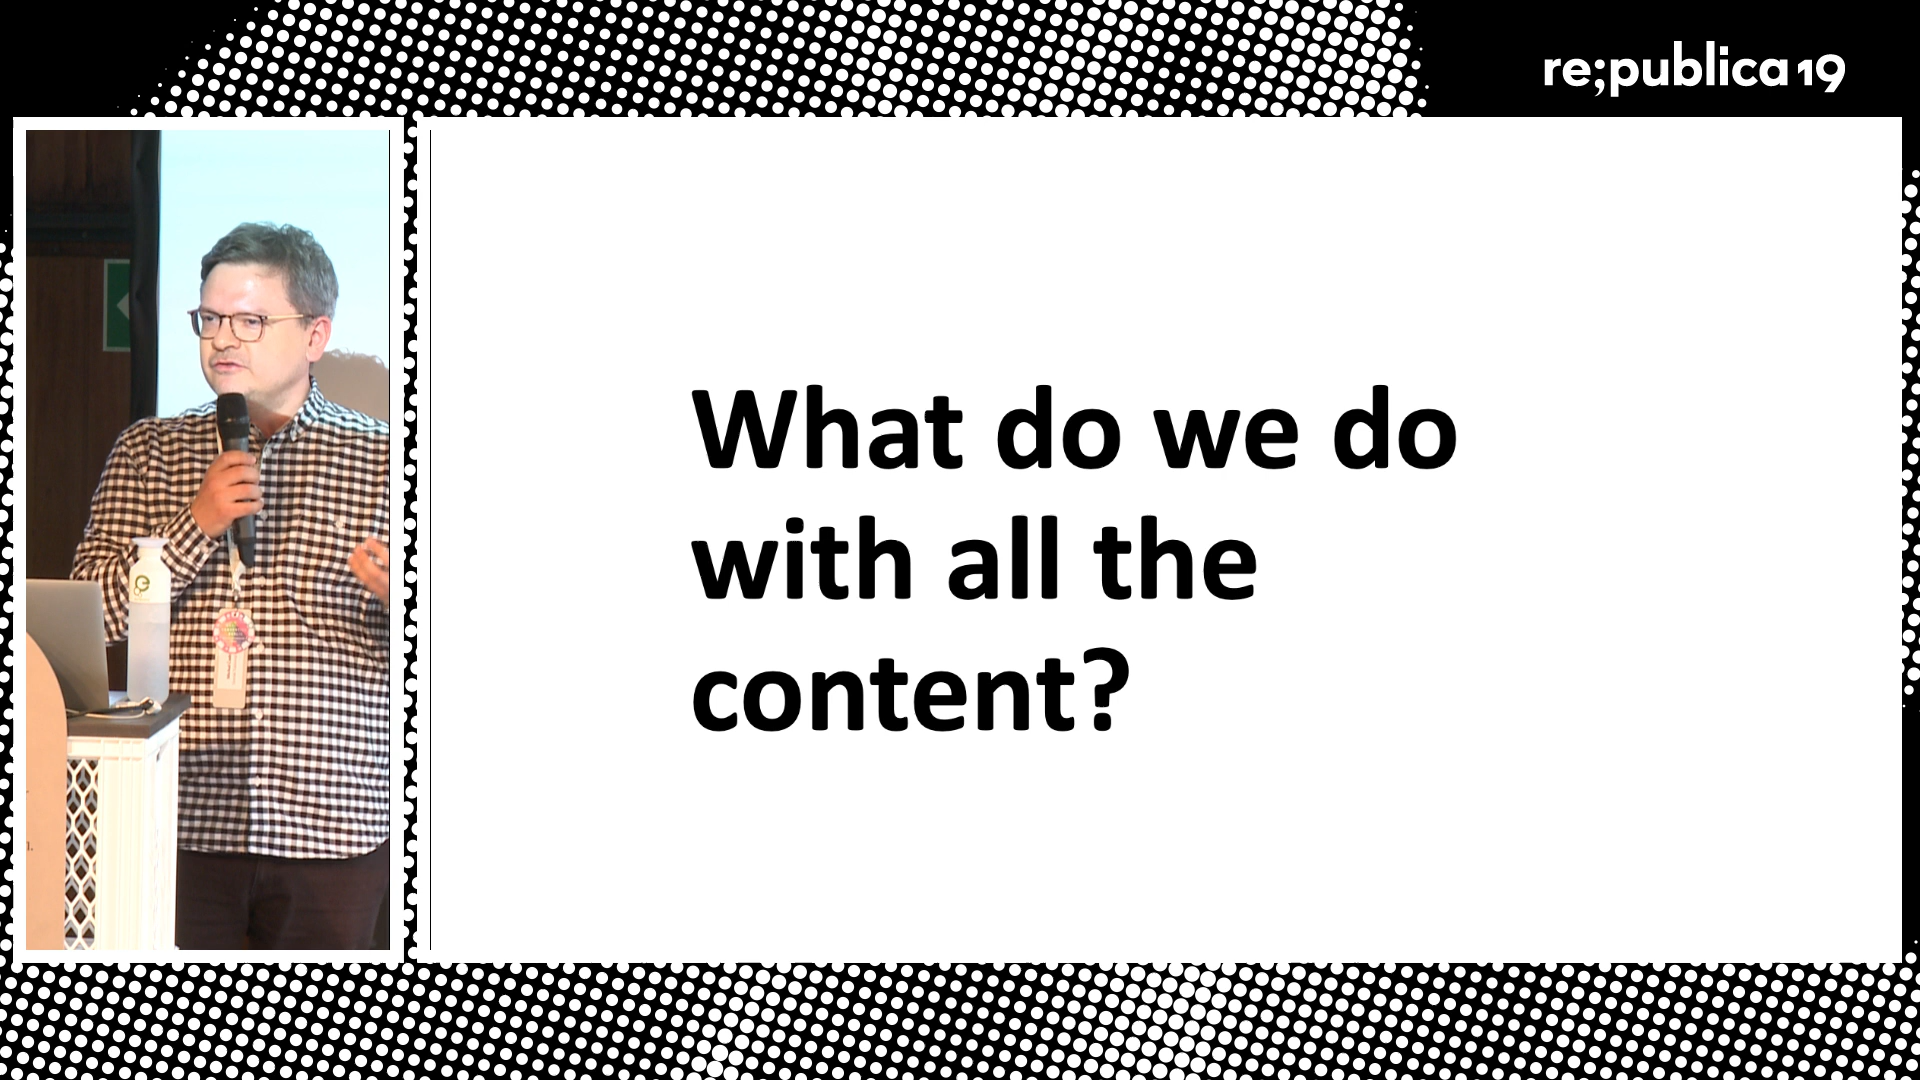 re;publica 19
What do we do
with all the
content?